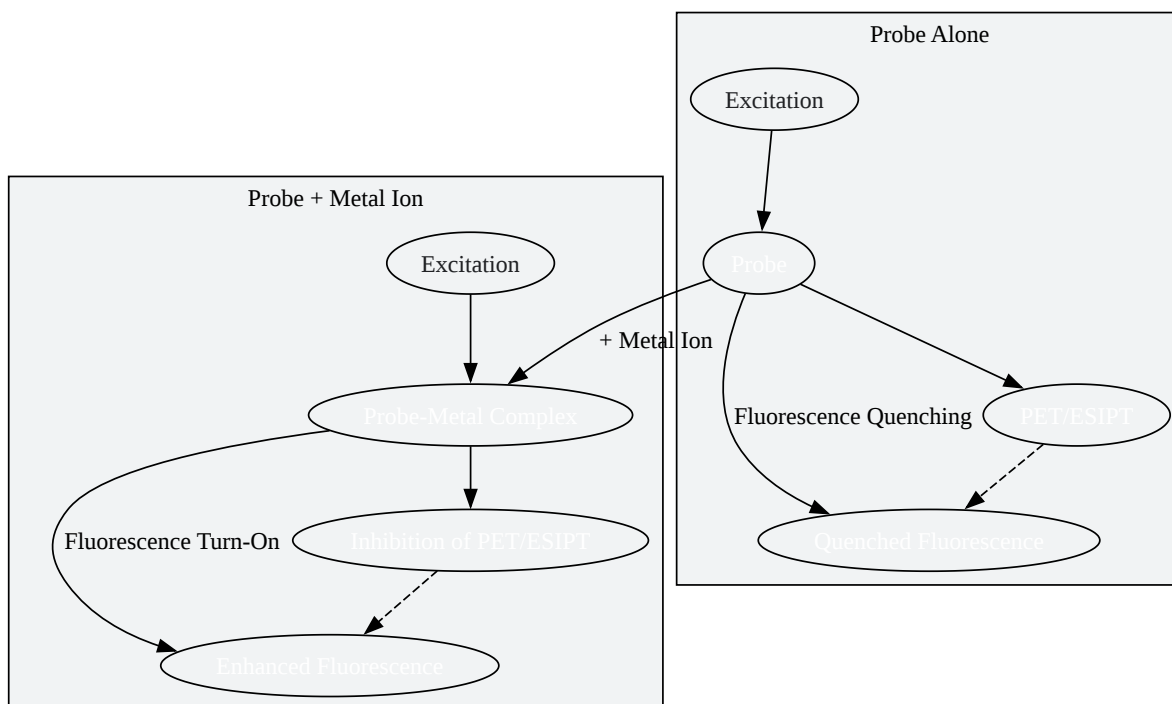 Probe Alone
Excitation
Probe
PET/ESIPT
Fluorescence Quenching
Quenched Fluorescence
+ Metal Ion
Probe + Metal Ion
Excitation
Probe-Metal Complex
Inhibition of PET/ESIPT
Fluorescence Turn-On
Enhanced Fluorescence